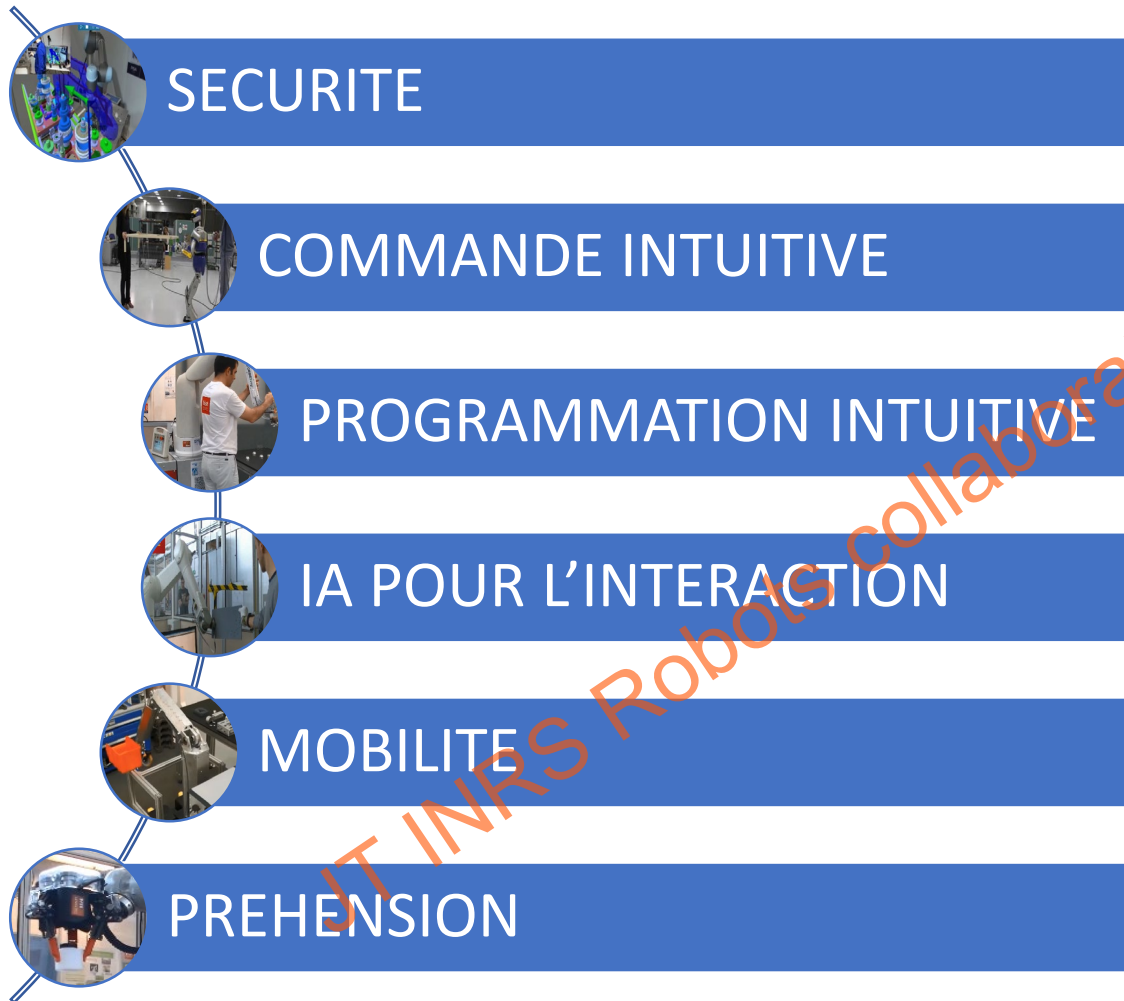 SECURITE
COMMANDE INTUITIVE
PROGRAMMATION INTUITIVE
IA POUR L’INTERACTION
MOBILITE
PREHENSION
JT INRS Robots collabora